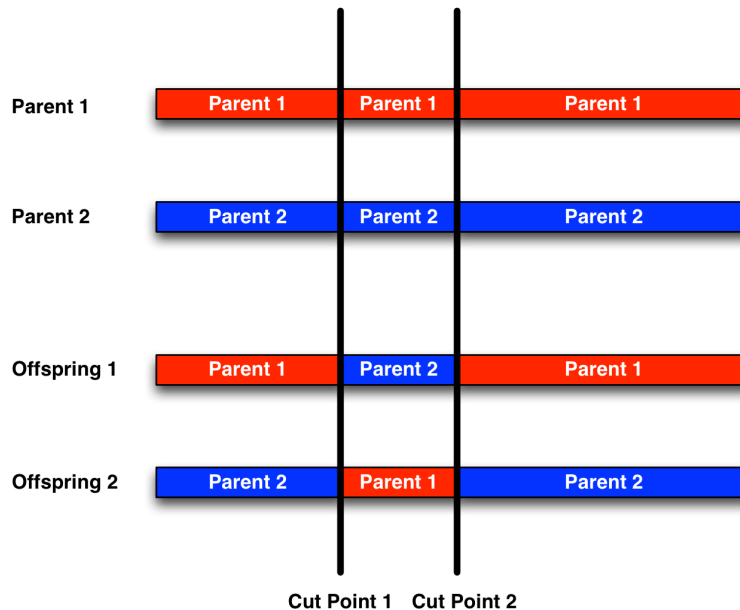 Parent 1 Parent 1 Parent 1 Parent 1
Parent 2 Parent 2 Parent 2 Parent 2
Offspring 1 Parent 1 Parent 2 Parent 1
Offspring 2 Parent 2 Parent 1 Parent 2
Cut Point 1 Cut Point 2